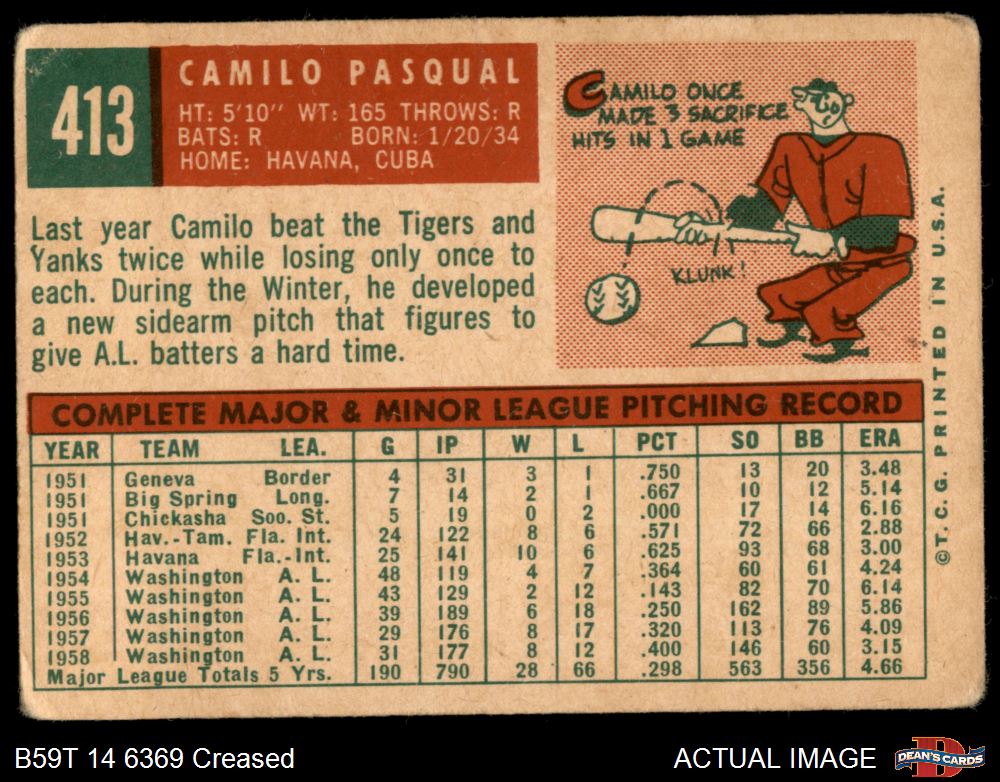 413
CAMILO PASQUAL
HT: 5'10" WT: 165 THROWS: R
BATS: R BORN: 1/20/34
HOME: HAVANA, CUBA
Last year Camilo beat the Tigers and
Yanks twice while losing only once to
each. During the Winter, he developed
a new sidearm pitch that figures to
give A.L. batters a hard time.
CAMILO ONCE
MADE 3 SACRIFICE
HITS IN 1 GAME
KLUNK!
COMPLETE MAJOR & MINOR LEAGUE PITCHING RECORD
YEAR TEAM LEA. G IP W L PCT SO BB ERA
1951 Geneva Border 4 31 3 1 .750 13 20 3.48
1951 Big Spring Long. 7 14 2 1 .667 10 12 5.14
1951 Chickasha Soo. St. 5 19 0 2 .000 17 14 6.16
1952 Hav.-Tam. Fla. Int. 24 122 8 6 .571 72 66 2.88
1953 Havana Fla.-Int. 25 141 10 6 .625 93 68 3.00
1954 Washington A. L. 48 119 4 7 .364 60 61 4.24
1955 Washington A. L. 43 129 2 12 .143 82 70 6.14
1956 Washington A. L. 39 189 6 18 .250 162 89 5.86
1957 Washington A. L. 29 176 8 17 .320 113 76 4.09
1958 Washington A. L. 31 177 8 12 .400 146 60 3.15
Major League Totals 5 Yrs. 190 790 28 66 .298 563 356 4.66
©T. C. G. PRINTED IN U.S.A.
B59T 14 6369 Creased
ACTUAL IMAGE
D
DEAN'S CARDS